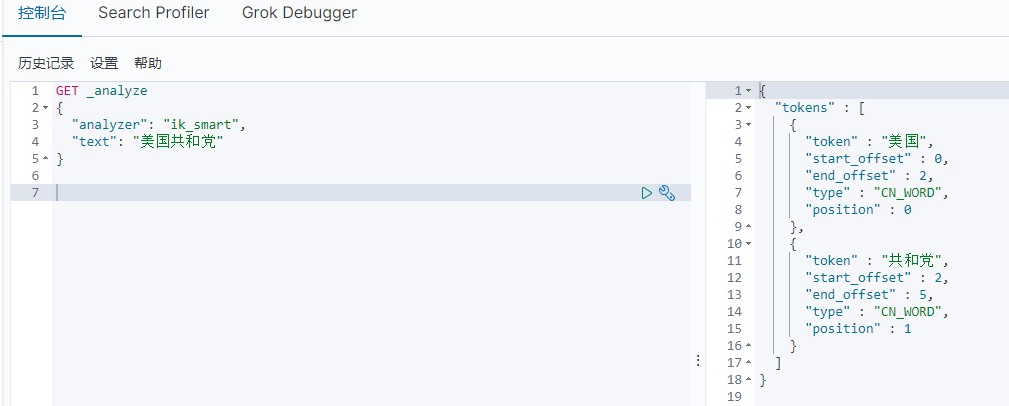 控制台 Search Profiler Grok Debugger
历史记录 设置 帮助
1 GET _analyze
2 {
3 "analyzer": "ik_smart",
4 "text": "美国共和党"
5 }
6
7
1 {
2 "tokens" : [
3 {
4 "token" : "美国",
5 "start_offset" : 0,
6 "end_offset" : 2,
7 "type" : "CN_WORD",
8 "position" : 0
9 },
10 {
11 "token" : "共和党",
12 "start_offset" : 2,
13 "end_offset" : 5,
14 "type" : "CN_WORD",
15 "position" : 1
16 }
17 ]
18 }
19